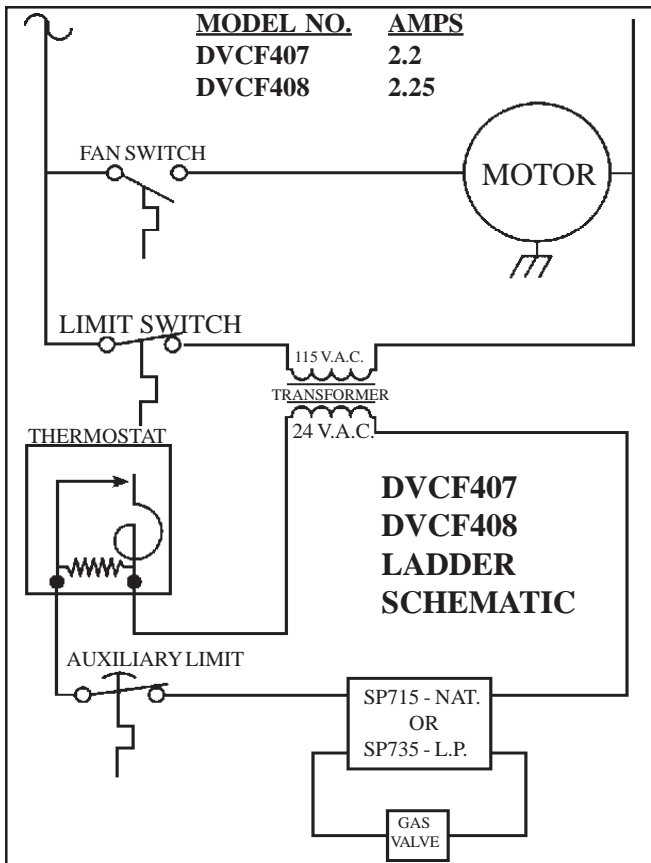 MODEL NO. AMPS
DVCF407 2.2
DVCF408 2.25
FAN SWITCH
MOTOR
LIMIT SWITCH
115 V.A.C.
TRANSFORMER
24 V.A.C.
THERMOSTAT
DVCF407
DVCF408
LADDER
SCHEMATIC
AUXILIARY LIMIT
SP715 - NAT.
OR
SP735 - L.P.
GAS
VALVE